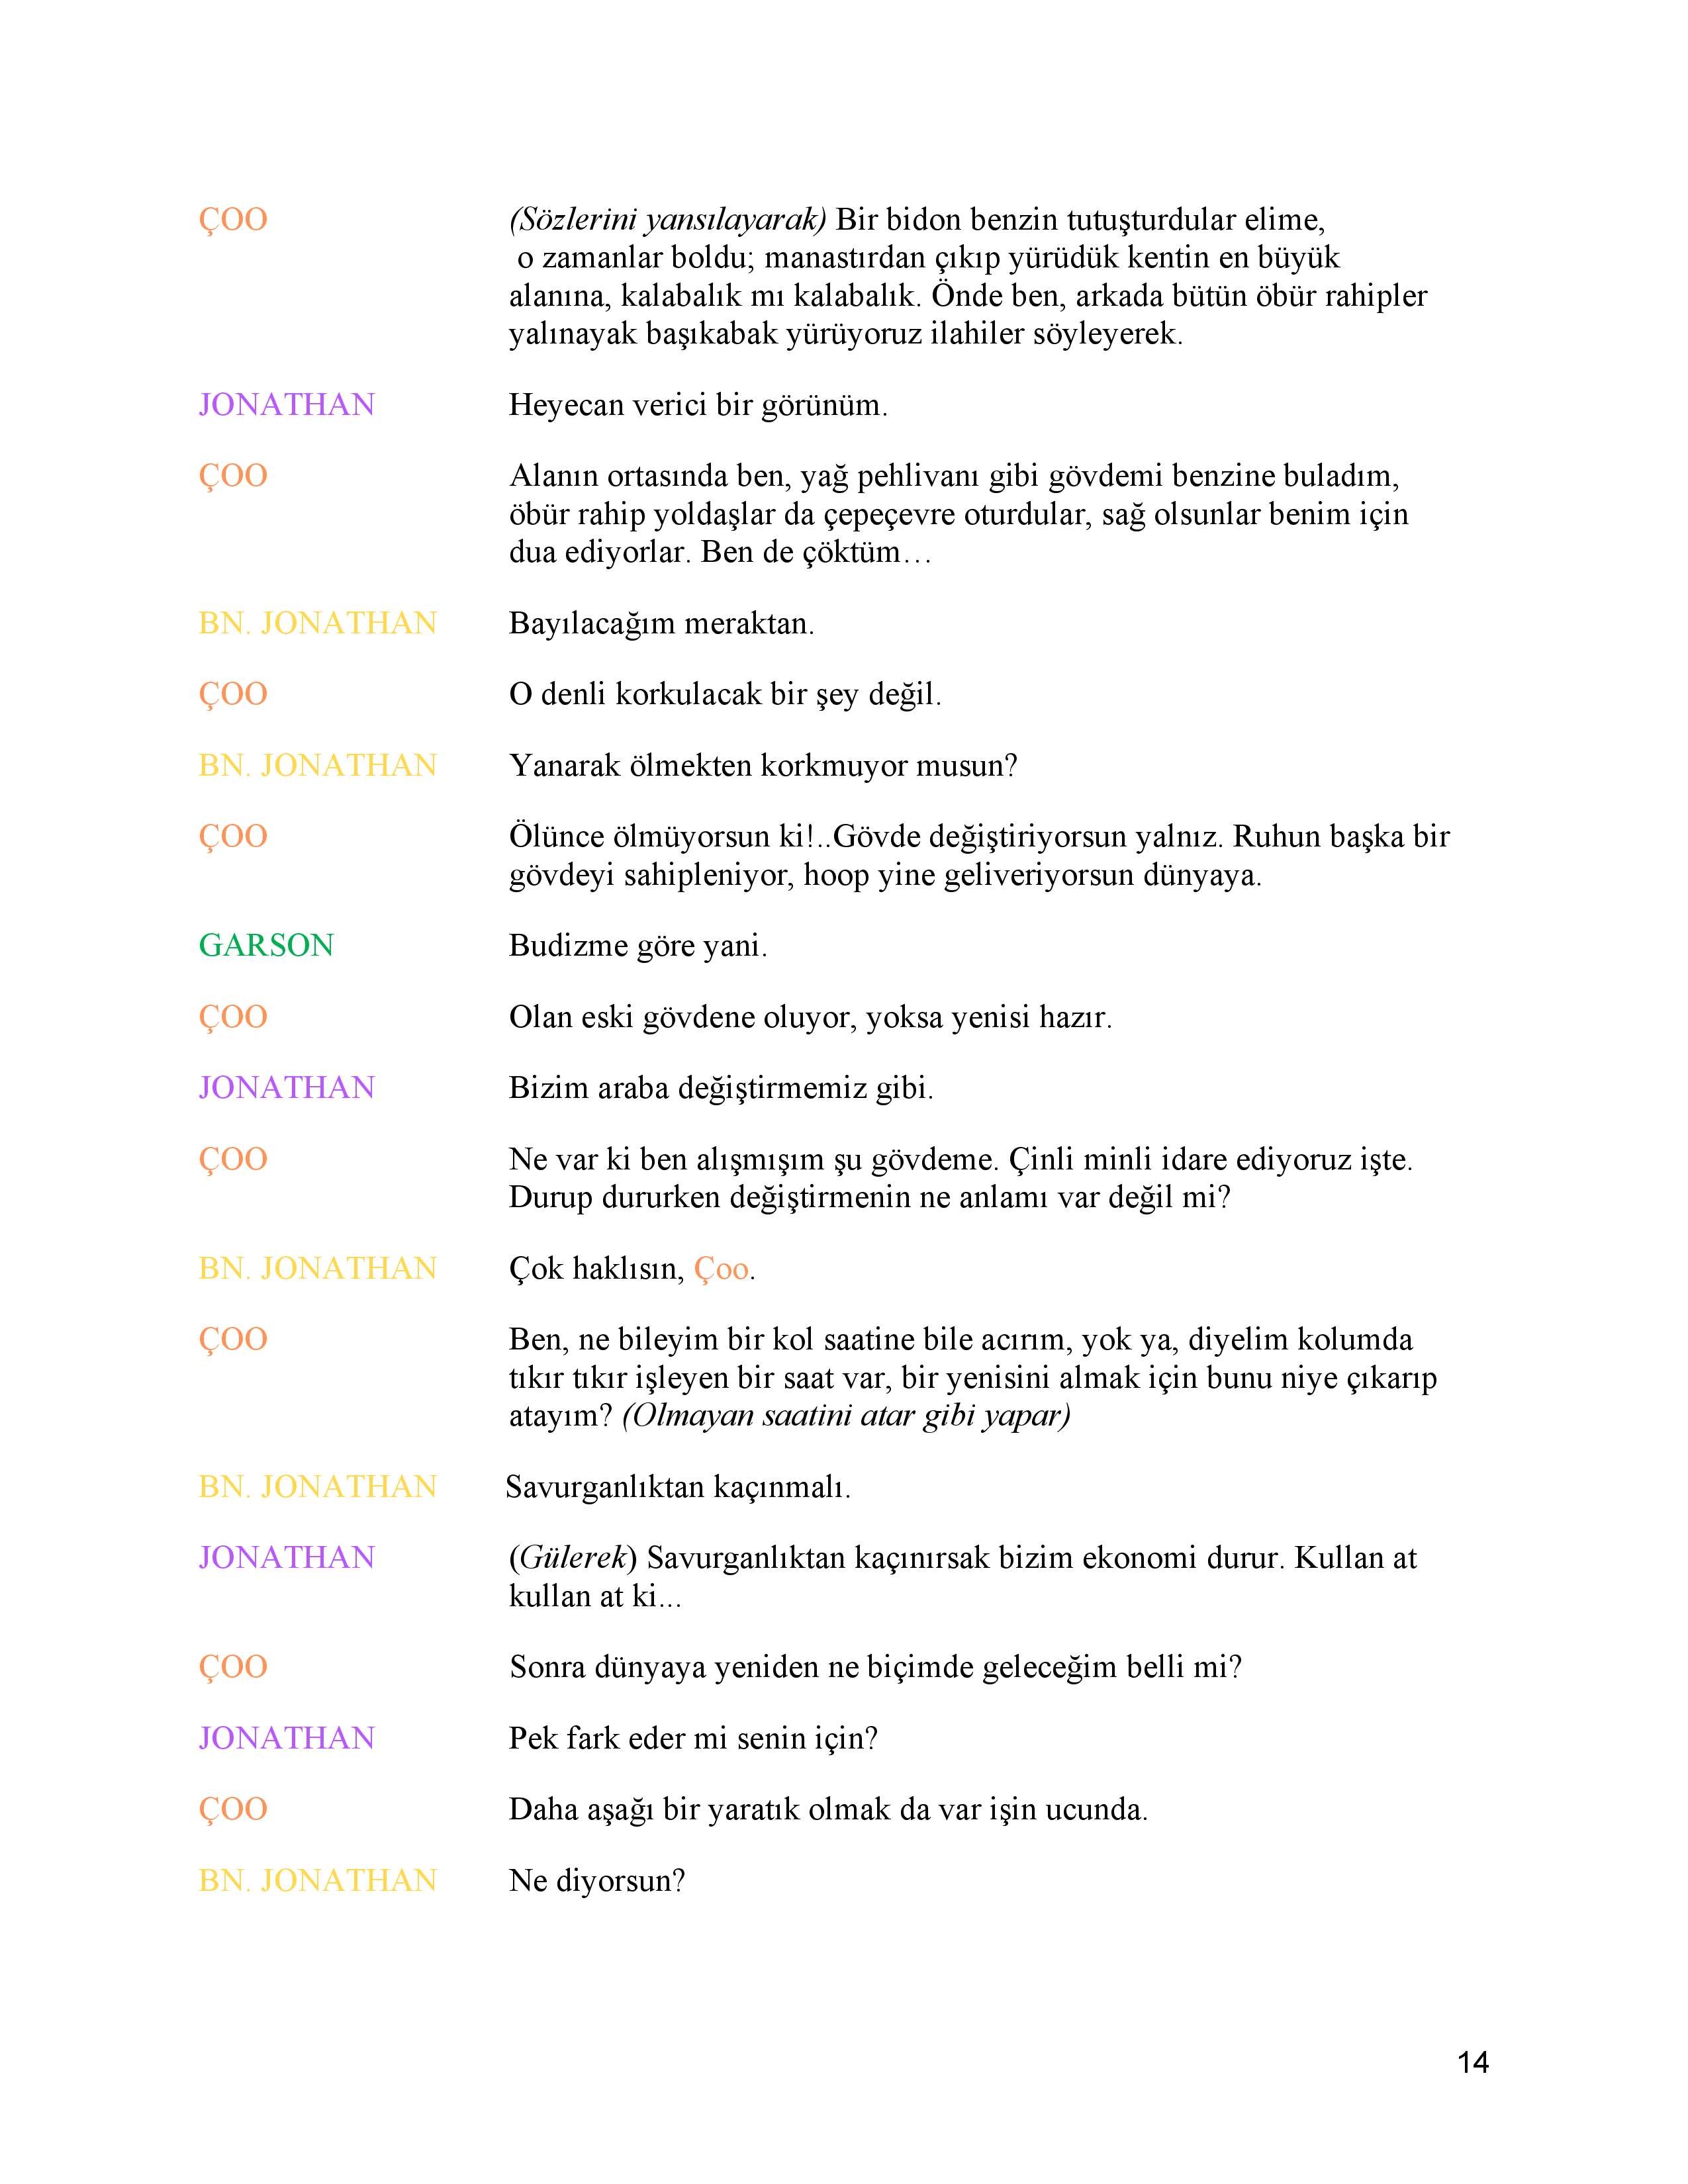 ÇOO (Sözlerini yansılayarak) Bir bidon benzin tutuşturdular elime,
o zamanlar boldu; manastırdan çıkıp yürüdük kentin en büyük
alanına, kalabalık mı kalabalık. Önde ben, arkada bütün öbür rahipler
yalınayak başıkabak yürüyoruz ilahiler söyleyerek.
JONATHAN Heyecan verici bir görünüm.
ÇOO Alanın ortasında ben, yağ pehlivanı gibi gövdemi benzine buladım,
öbür rahip yoldaşlar da çepeçevre oturdular, sağ olsunlar benim için
dua ediyorlar. Ben de çöktüm…
BN. JONATHAN Bayılacağım meraktan.
ÇOO O denli korkulacak bir şey değil.
BN. JONATHAN Yanarak ölmekten korkmuyor musun?
ÇOO Ölünce ölmüyorsun ki!..Gövde değiştiriyorsun yalnız. Ruhun başka bir
gövdeyi sahipleniyor, hoop yine geliveriyorsun dünyaya.
GARSON Budizme göre yani.
ÇOO Olan eski gövdene oluyor, yoksa yenisi hazır.
JONATHAN Bizim araba değiştirmemiz gibi.
ÇOO Ne var ki ben alışmışım şu gövdeme. Çinli minli idare ediyoruz işte.
Durup dururken değiştirmenin ne anlamı var değil mi?
BN. JONATHAN Çok haklısın, Çoo.
ÇOO Ben, ne bileyim bir kol saatine bile acırım, yok ya, diyelim kolumda
tıkır tıkır işleyen bir saat var, bir yenisini almak için bunu niye çıkarıp
atayım? (Olmayan saatini atar gibi yapar)
BN. JONATHAN Savurganlıktan kaçınmalı.
JONATHAN (Gülerek) Savurganlıktan kaçınırsak bizim ekonomi durur. Kullan at
kullan at ki...
ÇOO Sonra dünyaya yeniden ne biçimde geleceğim belli mi?
JONATHAN Pek fark eder mi senin için?
ÇOO Daha aşağı bir yaratık olmak da var işin ucunda.
BN. JONATHAN Ne diyorsun?
14